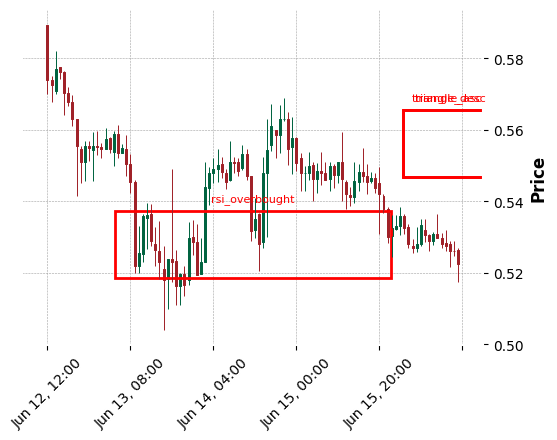 0.58
0.56
0.54
0.52
0.50
Price
rsi_overbought
Jun 12, 12:00
Jun 13, 08:00
Jun 14, 04:00
Jun 15, 00:00
Jun 15, 20:00